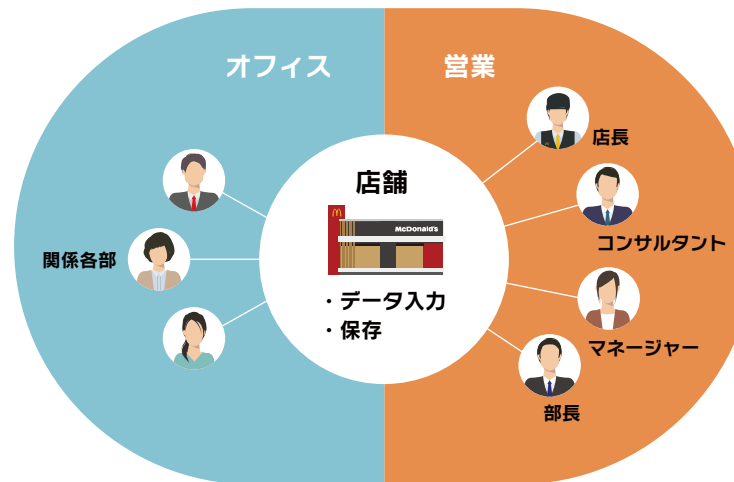 オフィス
営業
店長
店舗
McDonald's
コンサルタント
関係各部
・データ入力
・保存
マネージャー
部長